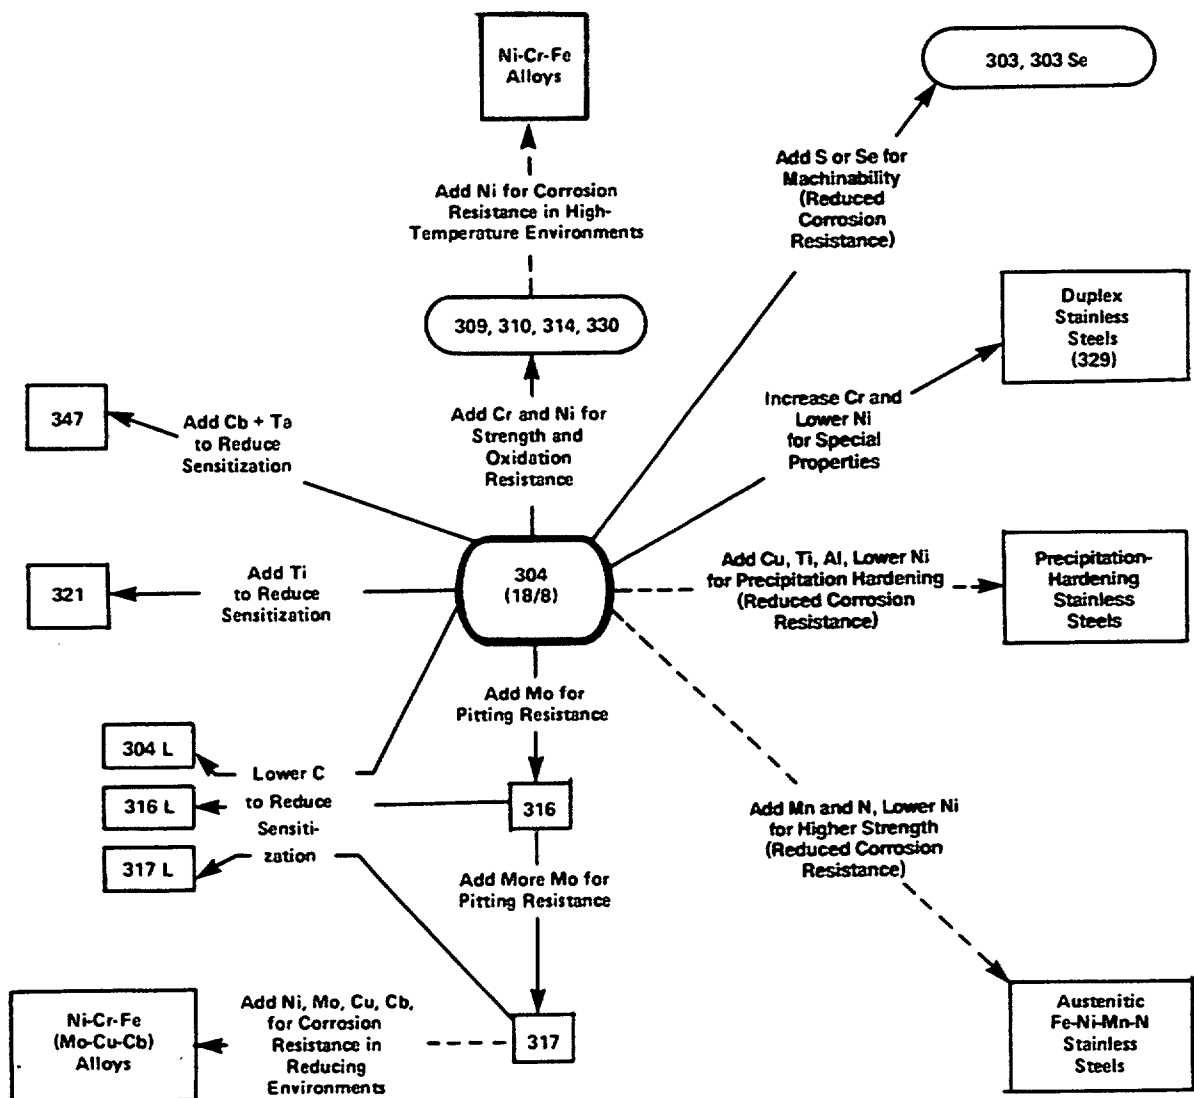 Ni-Cr-Fe
Alloys
303, 303 Se
Add S or Se for
Machinability
(Reduced
Corrosion
Resistance)
Add Ni for Corrosion
Resistance in High-
Temperature Environments
309, 310, 314, 330
Duplex
Stainless
Steels
(329)
347
Add Cb + Ta
to Reduce
Sensitization
Add Cr and Ni for
Strength and
Oxidation
Resistance
Increase Cr and
Lower Ni
for Special
Properties
321
Add Ti
to Reduce
Sensitization
304
(18/8)
Add Cu, Ti, Al, Lower Ni
for Precipitation Hardening
(Reduced Corrosion
Resistance)
Precipitation-
Hardening
Stainless
Steels
Add Mo for
Pitting Resistance
304 L
316 L
317 L
Lower C
to Reduce
Sensiti-
zation
316
Add Mn and N, Lower Ni
for Higher Strength
(Reduced Corrosion
Resistance)
Add More Mo for
Pitting Resistance
Ni-Cr-Fe
(Mo-Cu-Cb)
Alloys
Add Ni, Mo, Cu, Cb,
for Corrosion
Resistance in
Reducing
Environments
317
Austenitic
Fe-Ni-Mn-N
Stainless
Steels